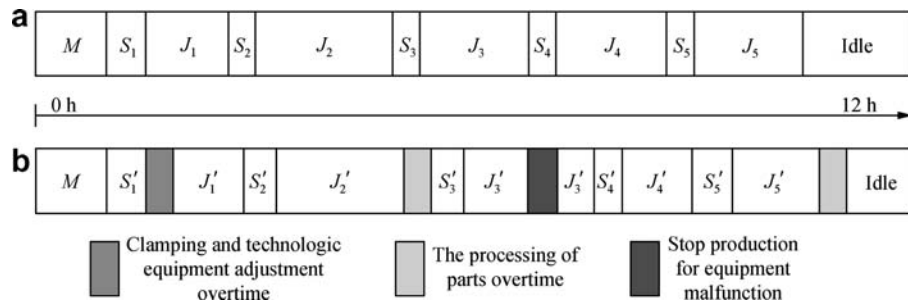 a
M S₁ J₁ S₂ J₂ S₃ J₃ S₄ J₄ S₅ J₅ Idle
0 h 12 h
b
M S₁′ J₁′ S₂′ J₂′ S₃′ J₃′ J₃′ S₄′ J₄′ S₅′ J₅′ Idle
Clamping and technologic
equipment adjustment
overtime
The processing of
parts overtime
Stop production
for equipment
malfunction